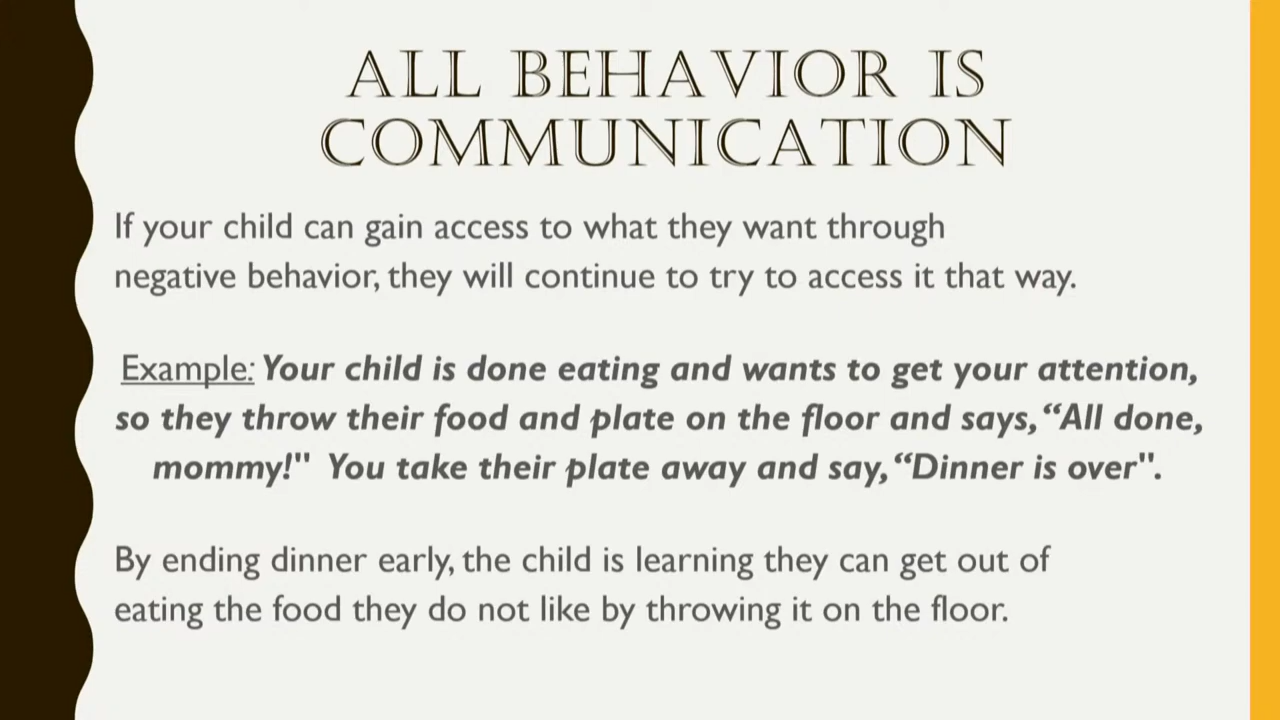 ALL BEHAVIOR IS
COMMUNICATION
If your child can gain access to what they want through
negative behavior, they will continue to try to access it that way.
Example: Your child is done eating and wants to get your attention,
so they throw their food and plate on the floor and says, “All done,
mommy!" You take their plate away and say, “Dinner is over".
By ending dinner early, the child is learning they can get out of
eating the food they do not like by throwing it on the floor.